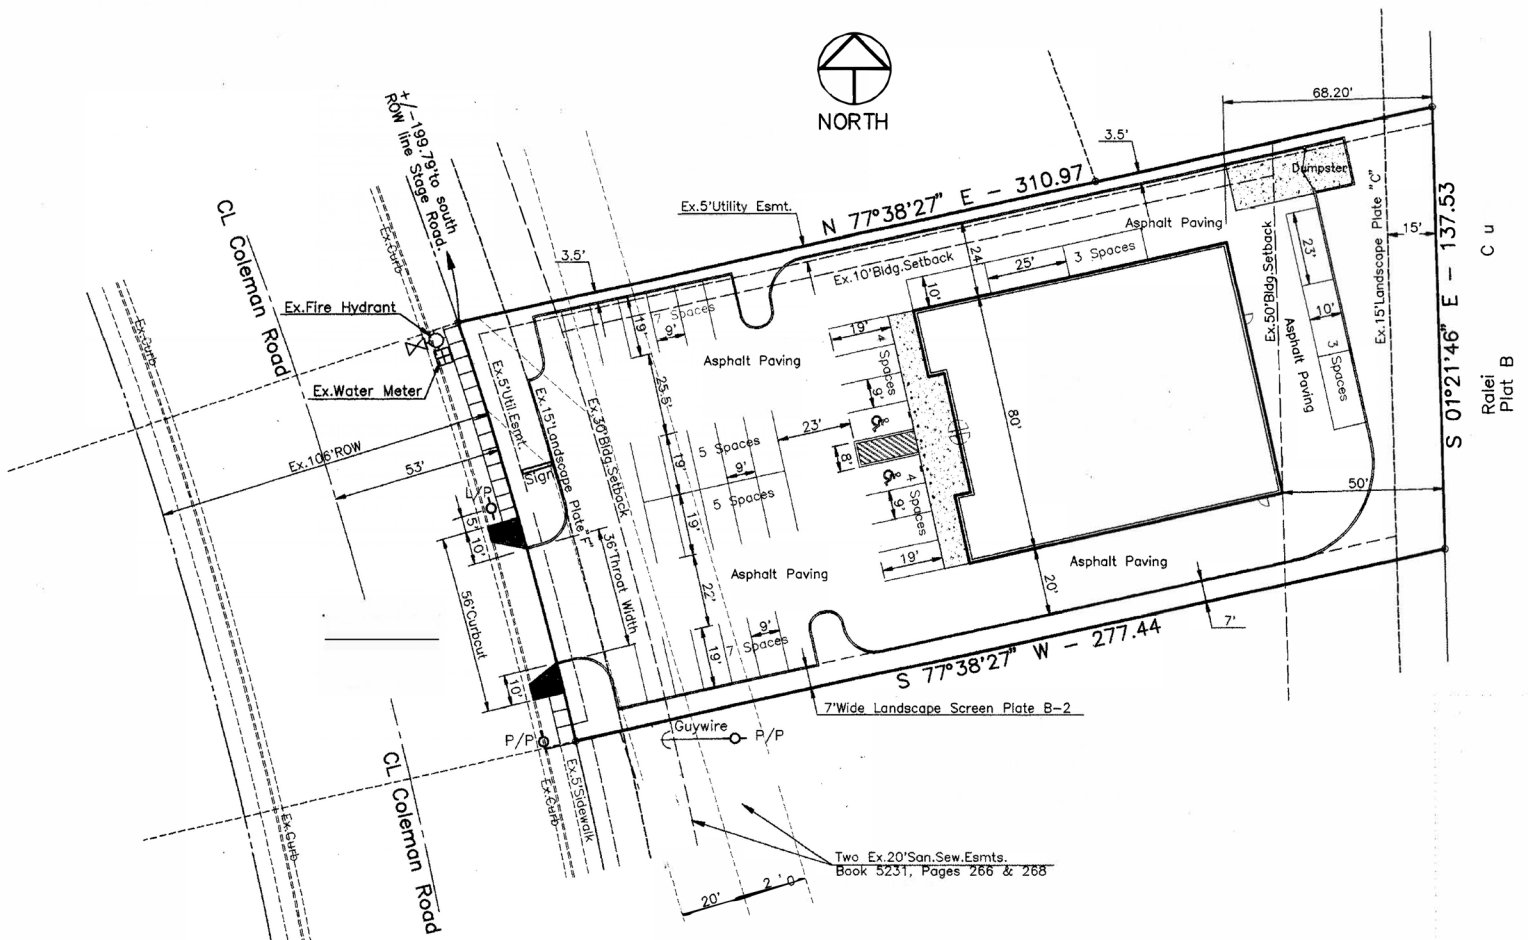 NORTH
68.20'
3.5'
+/-199.79'to south
ROW line Stage Road.
Ex.Curb
CL Coleman Road
Ex.Curb
Ex.5'Utility Esmt.
N 77°38'27" E - 310.97
Dumpster
Asphalt Paving
Ex.15'Landscape Plate "C"
15'
S 01°21'46" E - 137.53
C u
Ralei
Plat B
3.5'
Ex.10'Bldg.Setback
24'
25'
3 Spaces
10'
Ex.50'Bldg.Setback
23'
10'
3 Spaces
Asphalt Paving
Ex.Fire Hydrant
Ex.Water Meter
7 Spaces
19'
9'
Asphalt Paving
19'
4 Spaces
9'
25.5'
Ex.5'Util.Esmt.
Ex.15'Landscape Plate "F"
Ex.30'Bldg.Setback
Ex.106'ROW
53'
Sign
L/P
5 Spaces
9'
5 Spaces
19'
19'
23'
8'
80'
4 Spaces
9'
19'
50'
5'
10'
56'Curbcut
36'Throat Width
22'
Asphalt Paving
Asphalt Paving
20'
7'
9'
7 Spaces
19'
10'
S 77°38'27" W - 277.44
7'Wide Landscape Screen Plate B-2
P/P
Guywire
P/P
Ex.Curb
Ex.5'Sidewalk
CL Coleman Road
Ex.Curb
Two Ex.20'San.Sew.Esmts.
Book 5231, Pages 266 & 268
20'
2'0